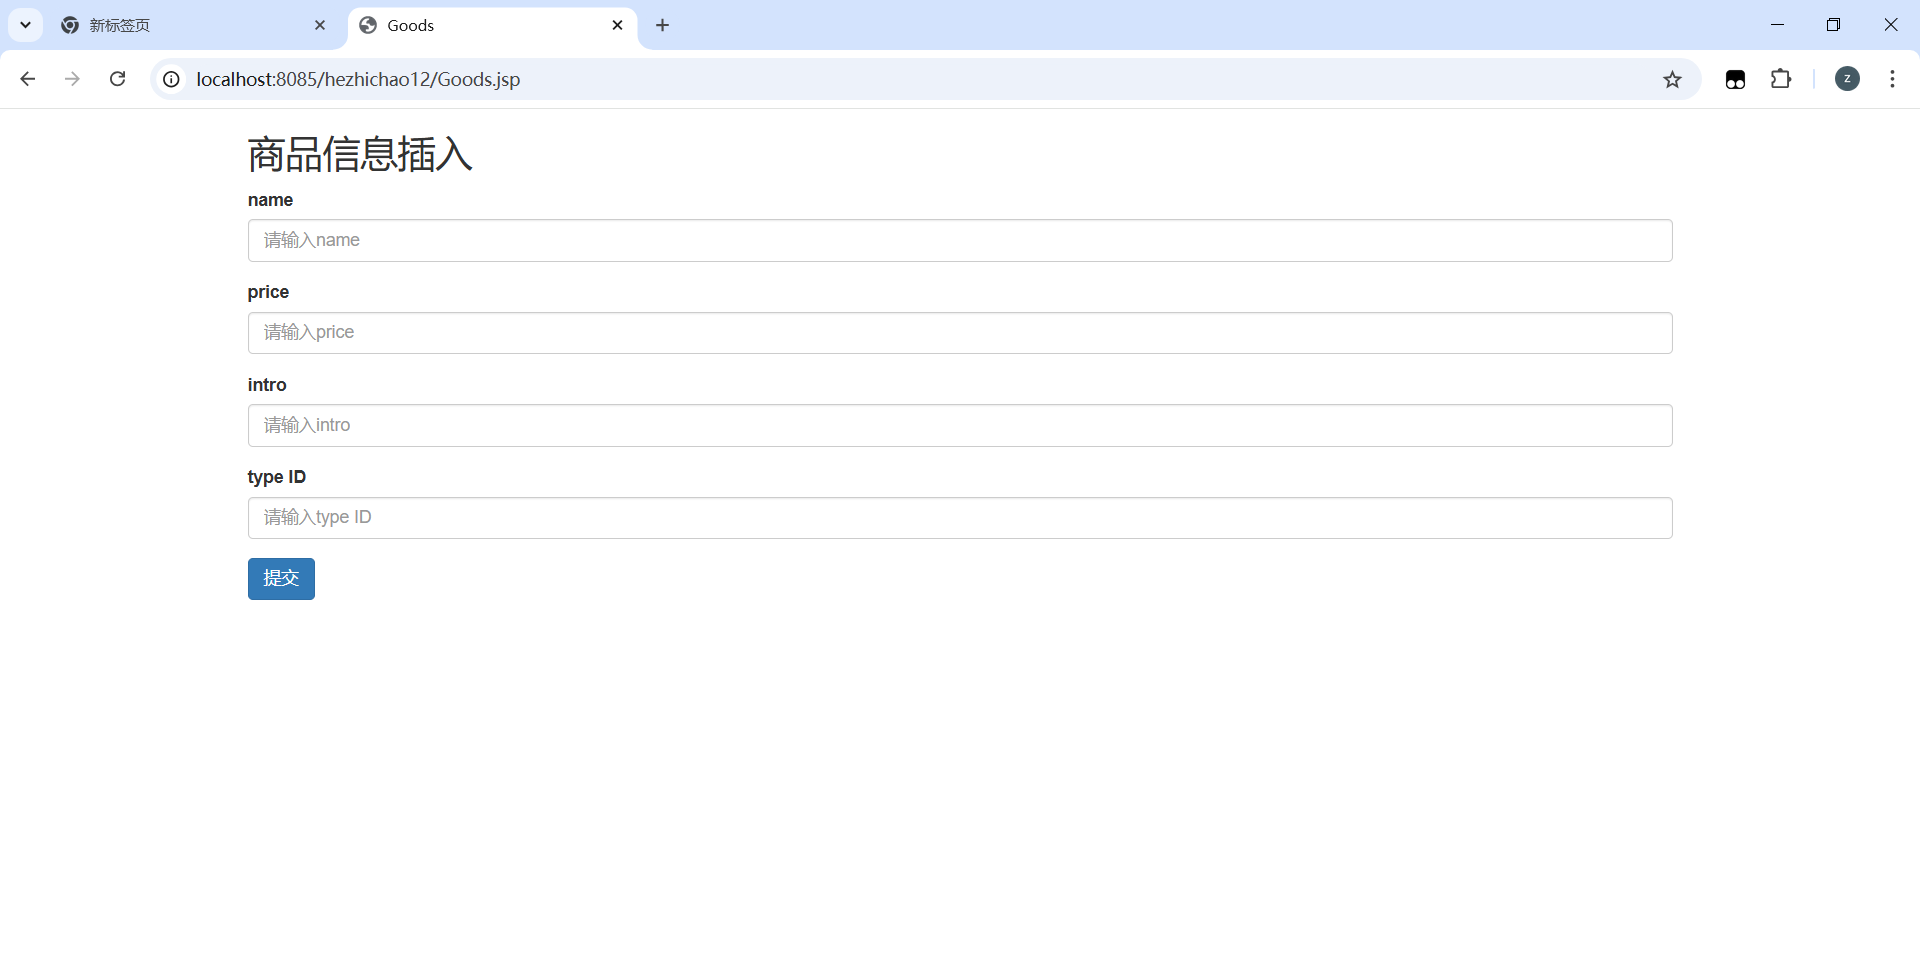 新标签页
Goods
localhost:8085/hezhichao12/Goods.jsp
z
商品信息插入
name
请输入name
price
请输入price
intro
请输入intro
type ID
请输入type ID
提交